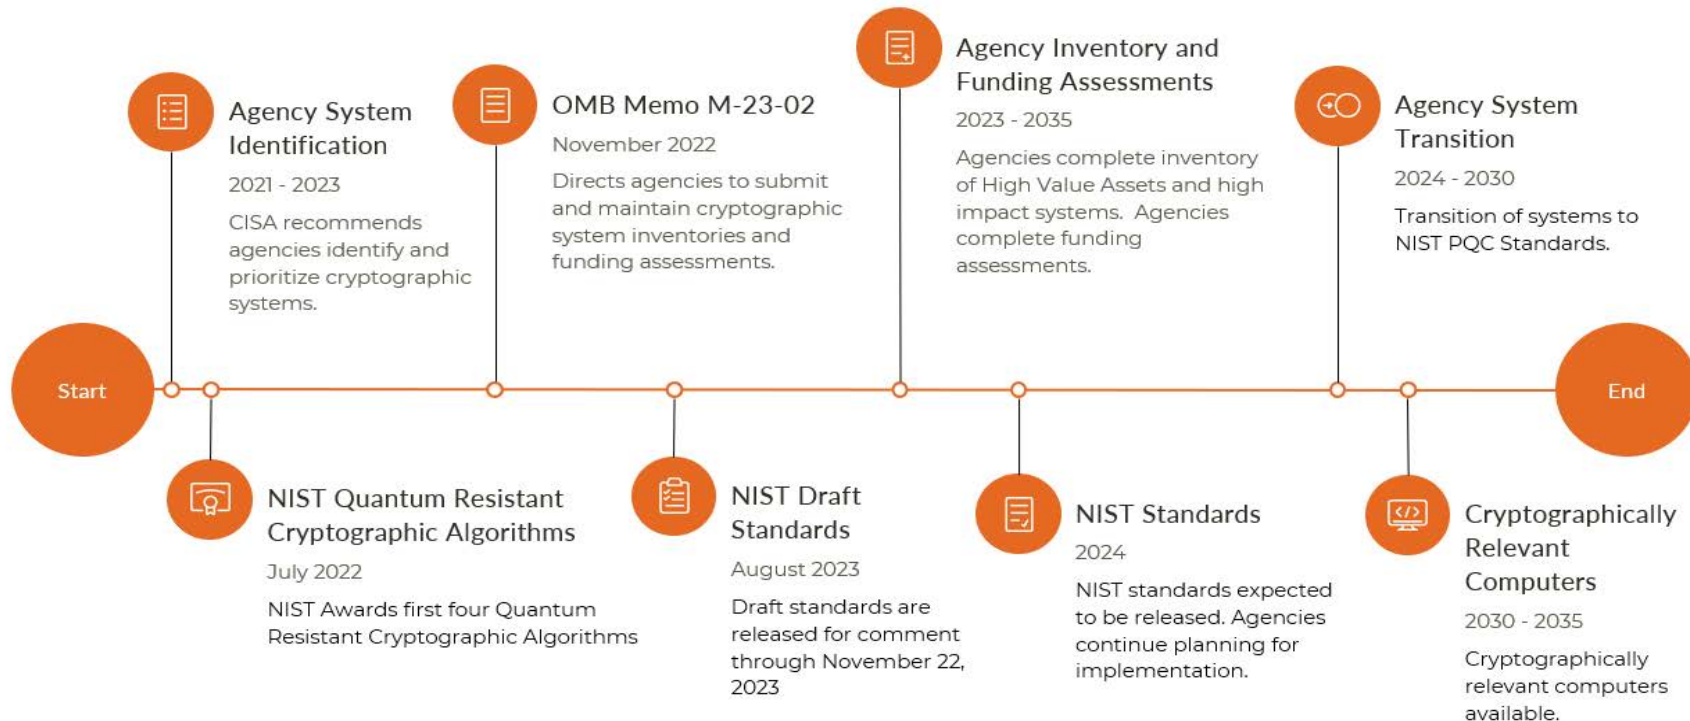 Start
Agency System
Identification
2021 - 2023
CISA recommends
agencies identify and
prioritize cryptographic
systems.
NIST Quantum Resistant
Cryptographic Algorithms
July 2022
NIST Awards first four Quantum
Resistant Cryptographic Algorithms
OMB Memo M-23-02
November 2022
Directs agencies to submit
and maintain cryptographic
system inventories and
funding assessments.
NIST Draft
Standards
August 2023
Draft standards are
released for comment
through November 22,
2023
Agency Inventory and
Funding Assessments
2023 - 2035
Agencies complete inventory
of High Value Assets and high
impact systems.  Agencies
complete funding
assessments.
NIST Standards
2024
NIST standards expected
to be released. Agencies
continue planning for
implementation.
Agency System
Transition
2024 - 2030
Transition of systems to
NIST PQC Standards.
Cryptographically
Relevant
Computers
2030 - 2035
Cryptographically
relevant computers
available.
End